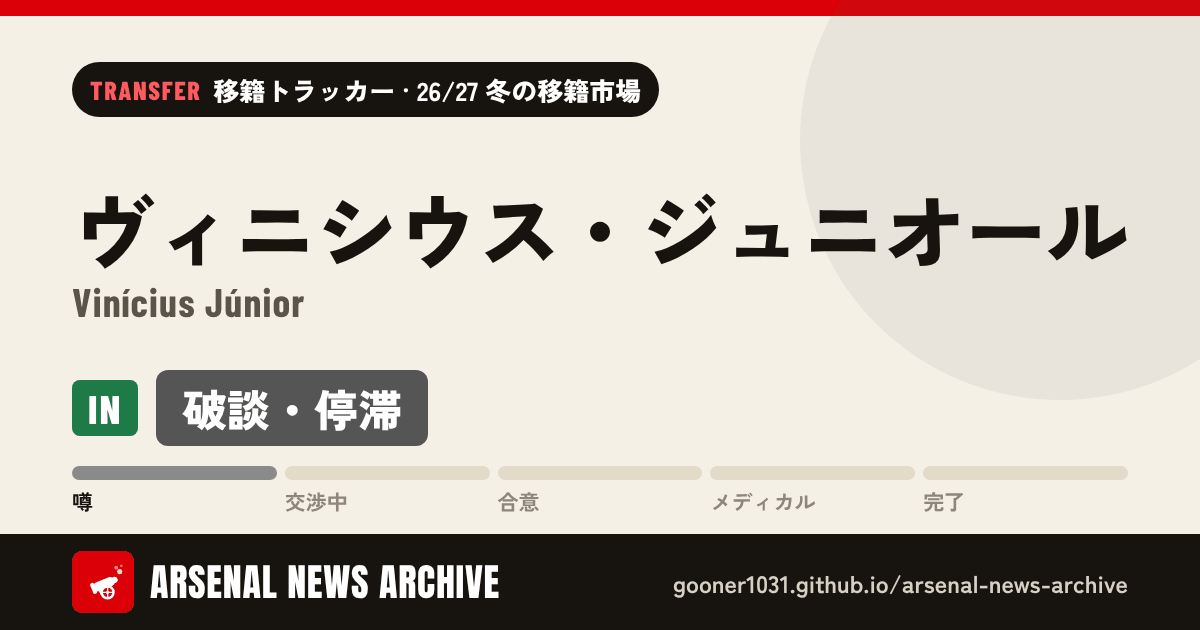 TRANSFER 移籍トラッカー · 26/27 冬の移籍市場
ヴィニシウス・ジュニオール
Vinícius Júnior
IN 破談・停滞
噂 交渉中 合意 メディカル 完了
ARSENAL NEWS ARCHIVE gooner1031.github.io/arsenal-news-archive